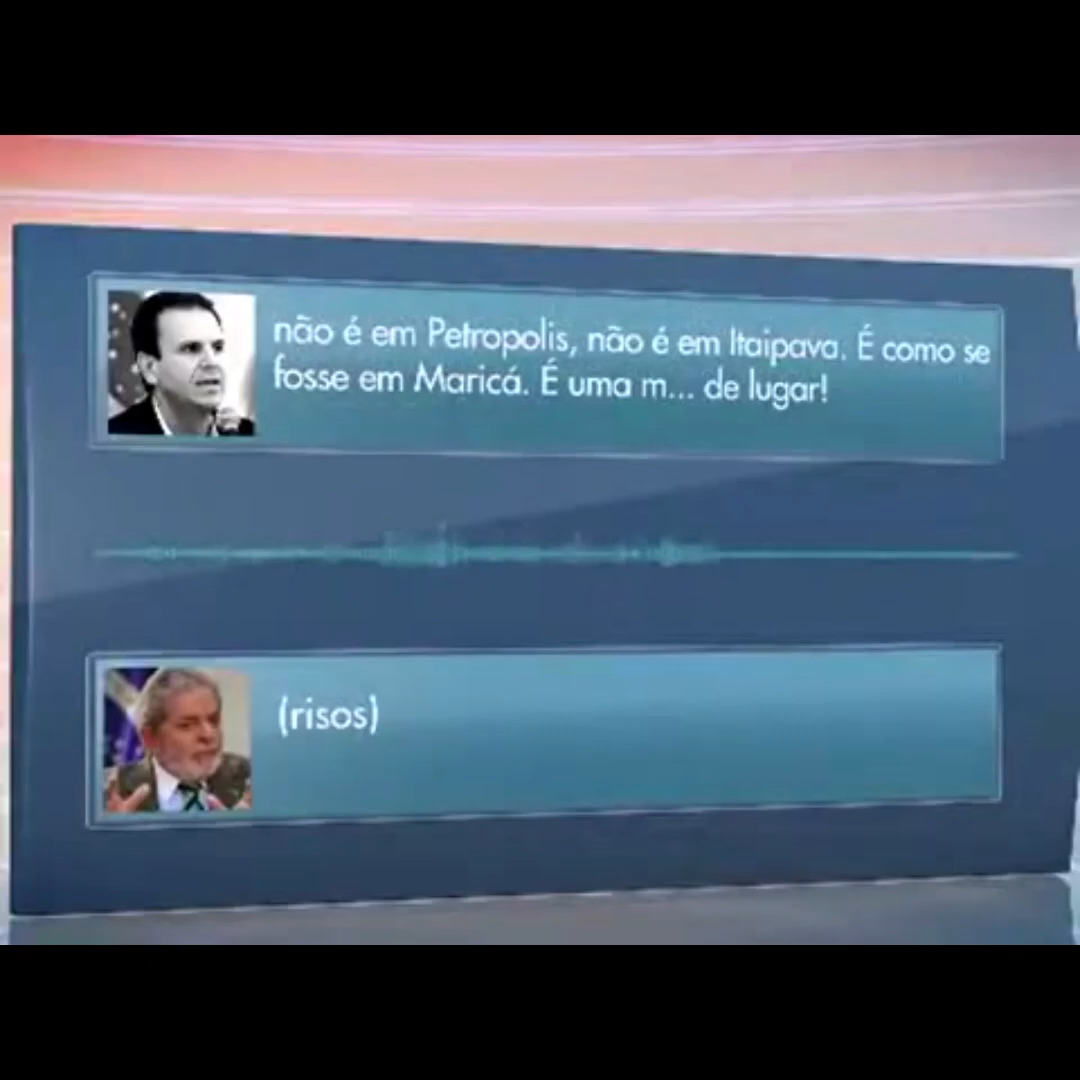 não é em Petropolis, não é em Itaipava. É como se
fosse em Maricá. É uma m... de lugar!
(risos)